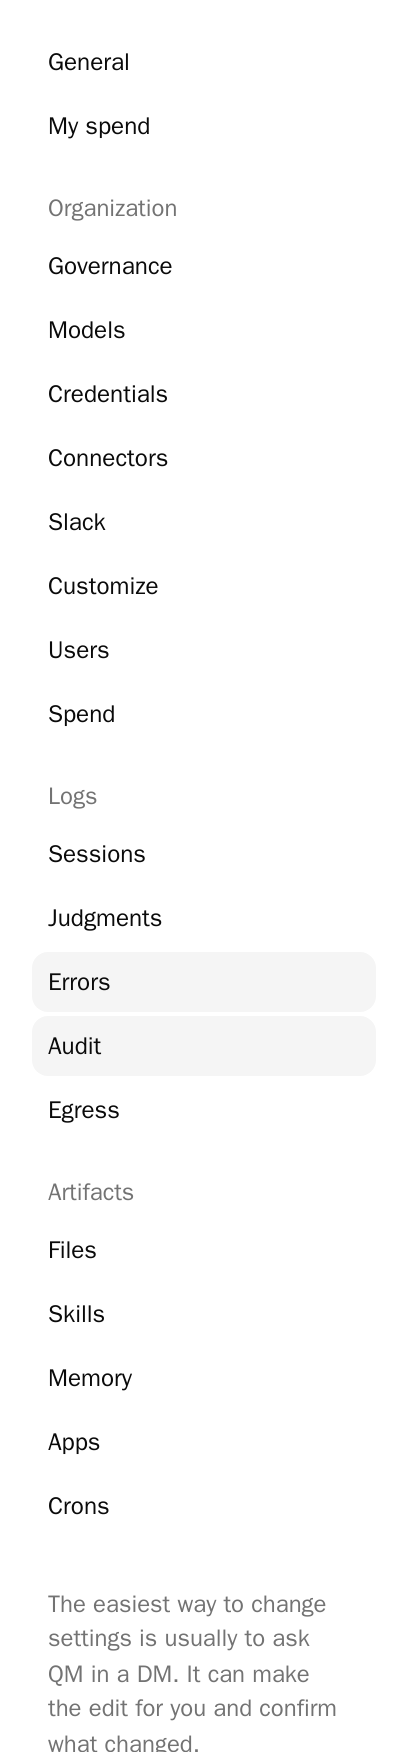 General
My spend
Organization
Governance
Models
Credentials
Connectors
Slack
Customize
Users
Spend
Logs
Sessions
Judgments
Errors
Audit
Egress
Artifacts
Files
Skills
Memory
Apps
Crons
The easiest way to change
settings is usually to ask
QM in a DM. It can make
the edit for you and confirm
what changed.